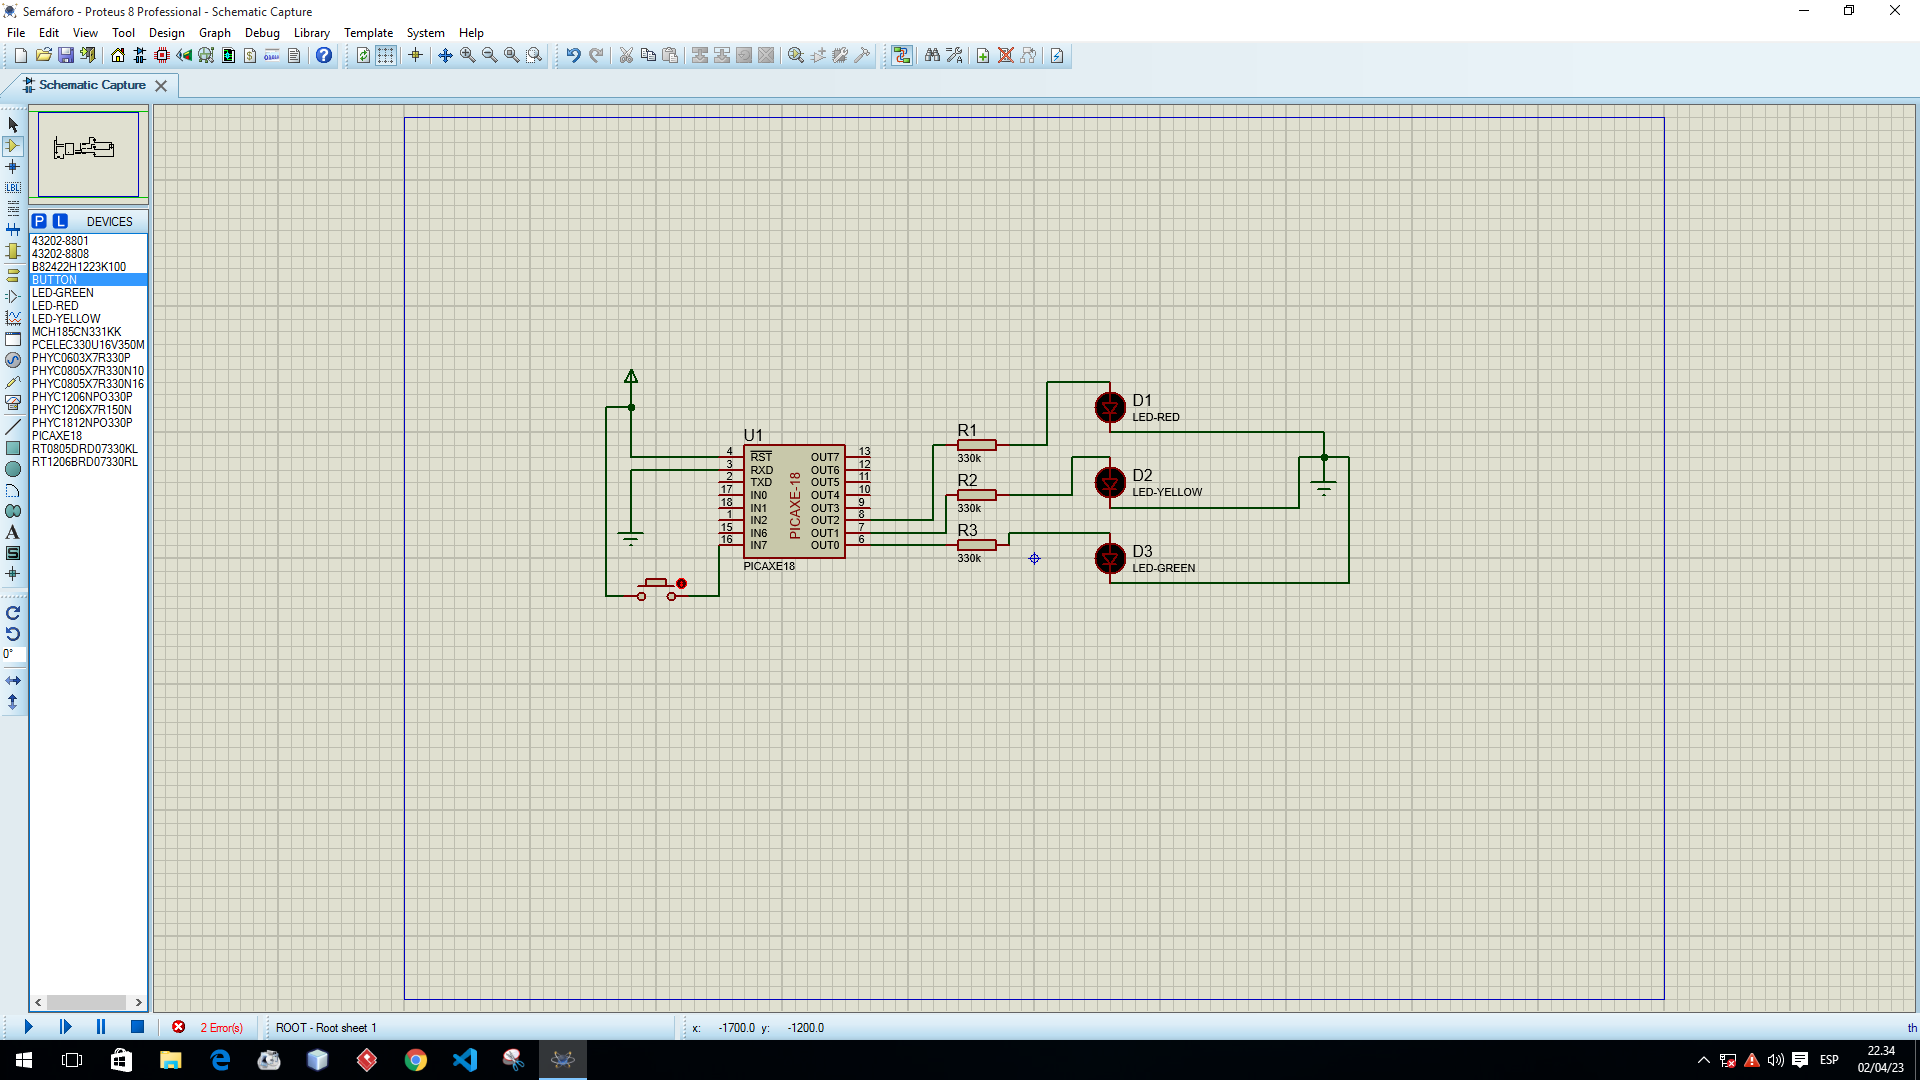 Semáforo - Proteus 8 Professional - Schematic Capture
File Edit View Tool Design Graph Debug Library Template System Help
Schematic Capture
LBL
P L DEVICES
43202-8801
43202-8808
B82422H1223K100
BUTTON
LED-GREEN
LED-RED
LED-YELLOW
MCH185CN331KK
PCELEC330U16V350M
PHYC0603X7R330P
PHYC0805X7R330N10
PHYC0805X7R330N16
PHYC1206NPO330P
PHYC1206X7R150N
PHYC1812NPO330P
PICAXE18
RT0805DRD07330KL
RT1206BRD07330RL
A
S
0°
U1
4 RST OUT7 13
3 RXD OUT6 12
2 TXD OUT5 11
17 IN0 OUT4 10
18 IN1 OUT3 9
1 IN2 OUT2 8
15 IN6 OUT1 7
16 IN7 OUT0 6
PICAXE-18
PICAXE18
R1
330k
R2
330k
R3
330k
D1
LED-RED
D2
LED-YELLOW
D3
LED-GREEN
2 Error(s) ROOT - Root sheet 1 x: -1700.0 y: -1200.0 th
ESP
22.34
02/04/23